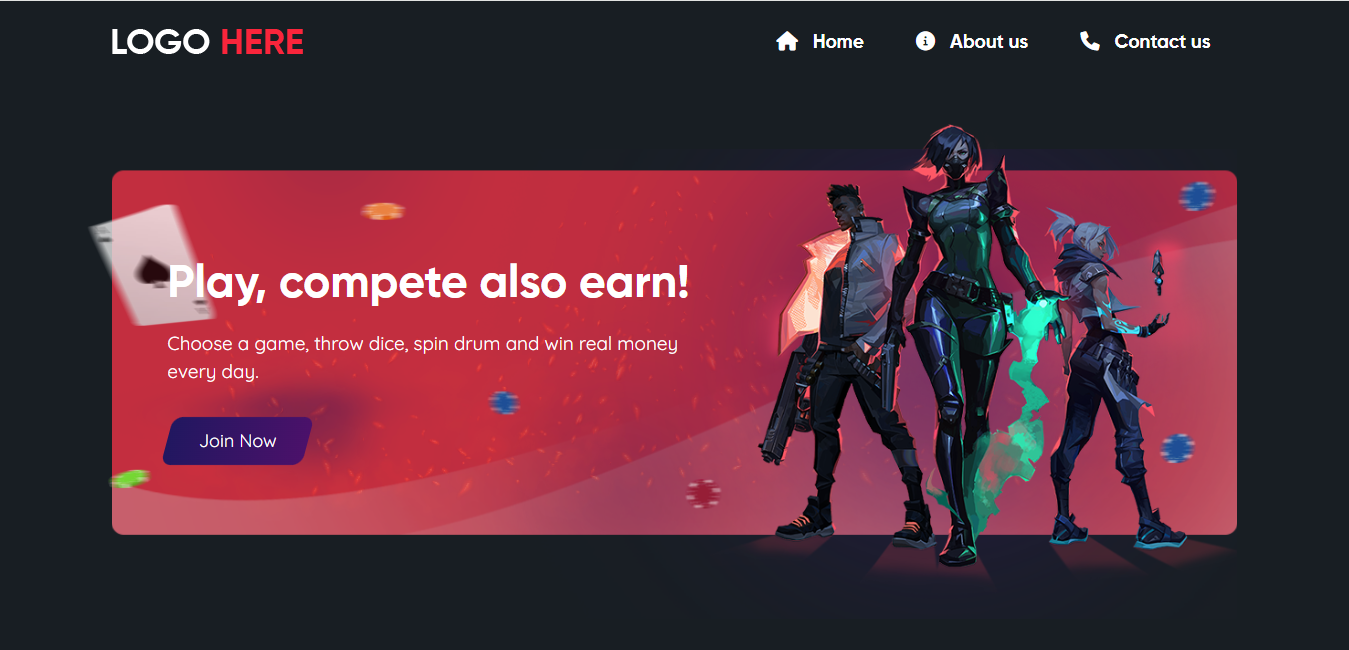 LOGO HERE
Home
About us
Contact us
Play, compete also earn!
Choose a game, throw dice, spin drum and win real money
every day.
Join Now